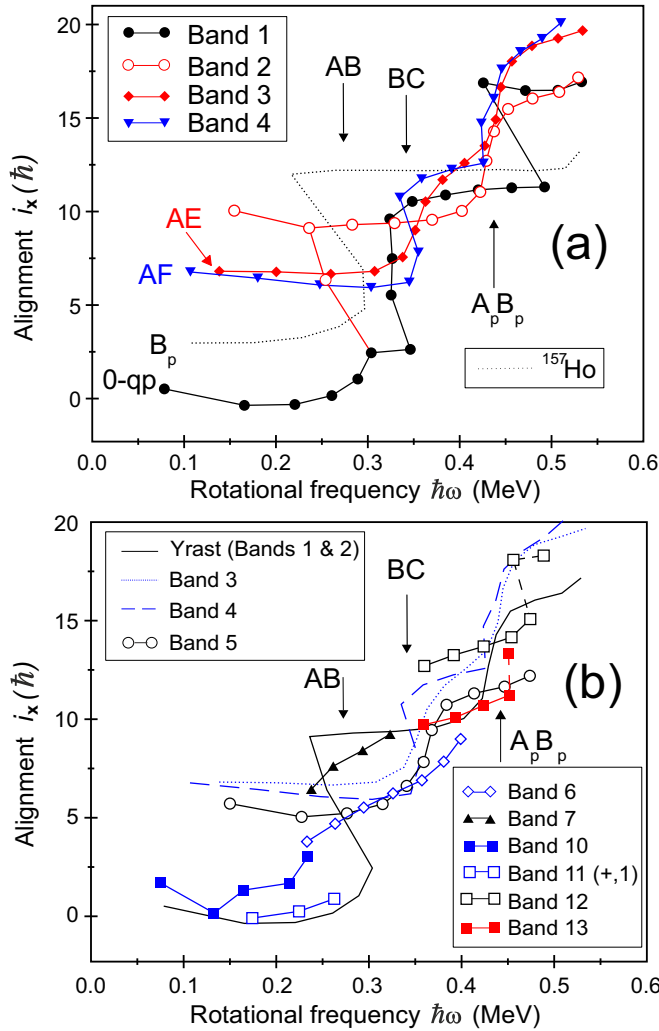 20
15
10
5
0
Alignment iₓ(ħ)
Band 1
Band 2
Band 3
Band 4
AB
BC
(a)
AE
AF
B_p
0-qp
A_pB_p
¹⁵⁷Ho
0.0 0.1 0.2 0.3 0.4 0.5 0.6
Rotational frequency ħω (MeV)
20
15
10
5
0
Alignment iₓ(ħ)
Yrast (Bands 1 & 2)
Band 3
Band 4
Band 5
BC
AB
(b)
A_pB_p
Band 6
Band 7
Band 10
Band 11 (+,1)
Band 12
Band 13
0.0 0.1 0.2 0.3 0.4 0.5 0.6
Rotational frequency ħω (MeV)